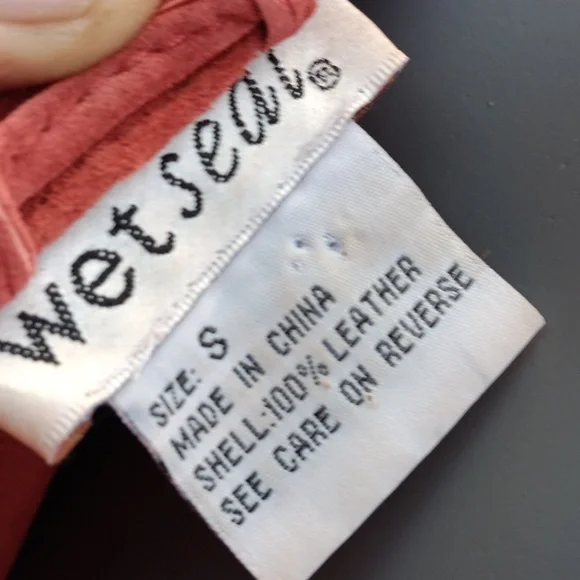 wet seal®
SIZE: S
MADE IN CHINA
SHELL:100% LEATHER
SEE CARE ON REVERSE